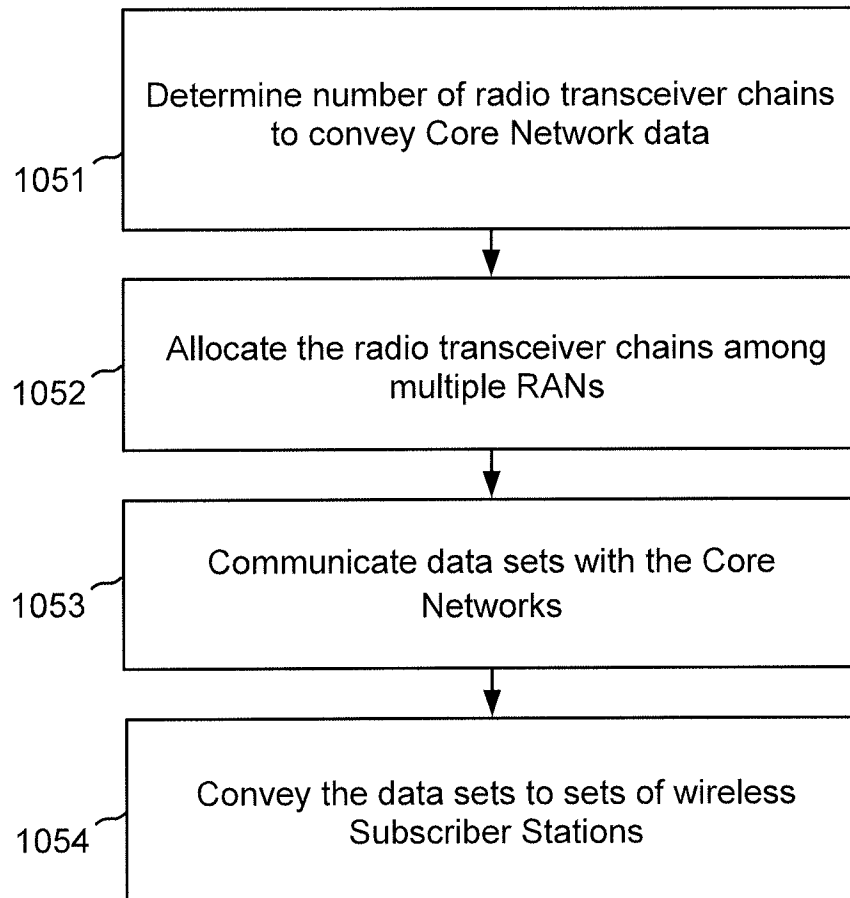 Determine number of radio transceiver chains
to convey Core Network data
1051
Allocate the radio transceiver chains among
multiple RANs
1052
Communicate data sets with the Core
Networks
1053
Convey the data sets to sets of wireless
Subscriber Stations
1054